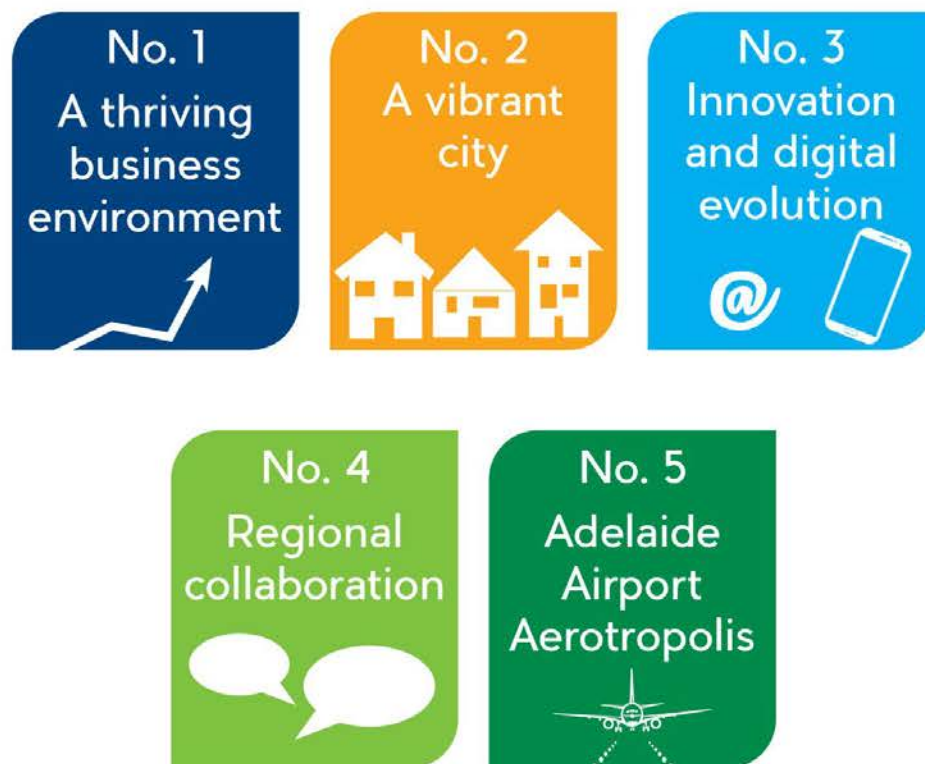 No. 1
A thriving
business
environment
No. 2
A vibrant
city
No. 3
Innovation
and digital
evolution
@
No. 4
Regional
collaboration
No. 5
Adelaide
Airport
Aerotropolis